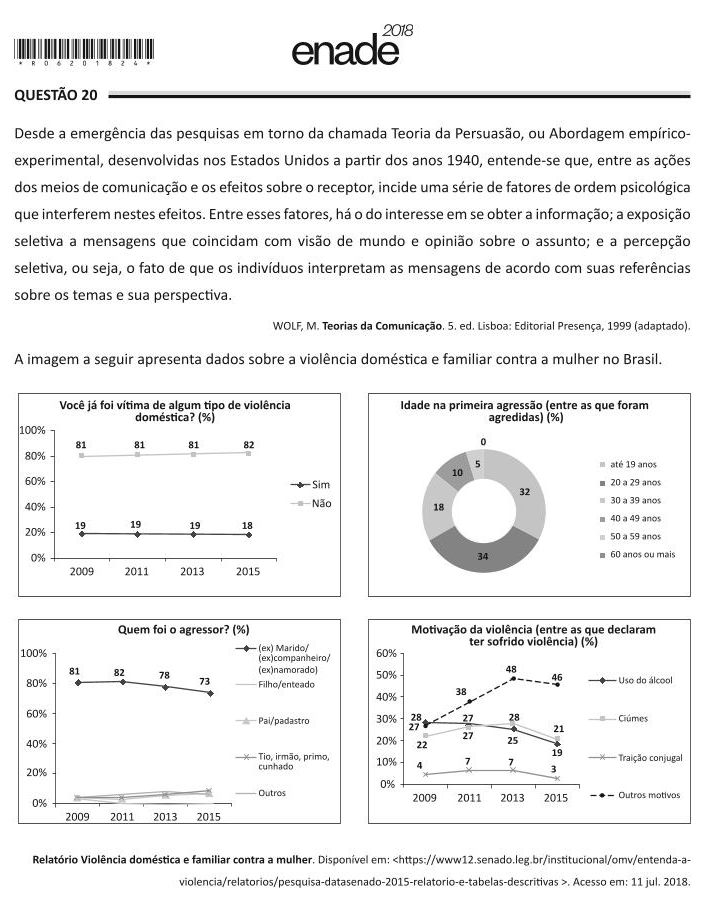 2018
enade
*R0620182​4*
QUESTÃO 20
Desde a emergência das pesquisas em torno da chamada Teoria da Persuasão, ou Abordagem empírico-
experimental, desenvolvidas nos Estados Unidos a partir dos anos 1940, entende-se que, entre as ações
dos meios de comunicação e os efeitos sobre o receptor, incide uma série de fatores de ordem psicológica
que interferem nestes efeitos. Entre esses fatores, há o do interesse em se obter a informação; a exposição
seletiva a mensagens que coincidam com visão de mundo e opinião sobre o assunto; e a percepção
seletiva, ou seja, o fato de que os indivíduos interpretam as mensagens de acordo com suas referências
sobre os temas e sua perspectiva.
WOLF, M. Teorias da Comunicação. 5. ed. Lisboa: Editorial Presença, 1999 (adaptado).
A imagem a seguir apresenta dados sobre a violência doméstica e familiar contra a mulher no Brasil.
Você já foi vítima de algum tipo de violência
doméstica? (%)
100%
81 81 81 82
80%
60%
Sim
40%
Não
19 19 19 18
20%
0%
2009 2011 2013 2015
Idade na primeira agressão (entre as que foram
agredidas) (%)
0
5
10
32
18
34
até 19 anos
20 a 29 anos
30 a 39 anos
40 a 49 anos
50 a 59 anos
60 anos ou mais
Quem foi o agressor? (%)
100%
81 82 78 73
80%
60%
40%
20%
0%
2009 2011 2013 2015
(ex) Marido/
(ex)companheiro/
(ex)namorado)
Filho/enteado
Pai/padastro
Tio, irmão, primo,
cunhado
Outros
Motivação da violência (entre as que declaram
ter sofrido violência) (%)
60%
50%
48
46
40%
38
30%
28 27 28
27
20%
22 27 25 21
19
10%
4 7 7 3
0%
2009 2011 2013 2015
Uso do álcool
Ciúmes
Traição conjugal
Outros motivos
Relatório Violência doméstica e familiar contra a mulher. Disponível em: <https://www12.senado.leg.br/institucional/omv/entenda-a-
violencia/relatorios/pesquisa-datasenado-2015-relatorio-e-tabelas-descritivas >. Acesso em: 11 jul. 2018.